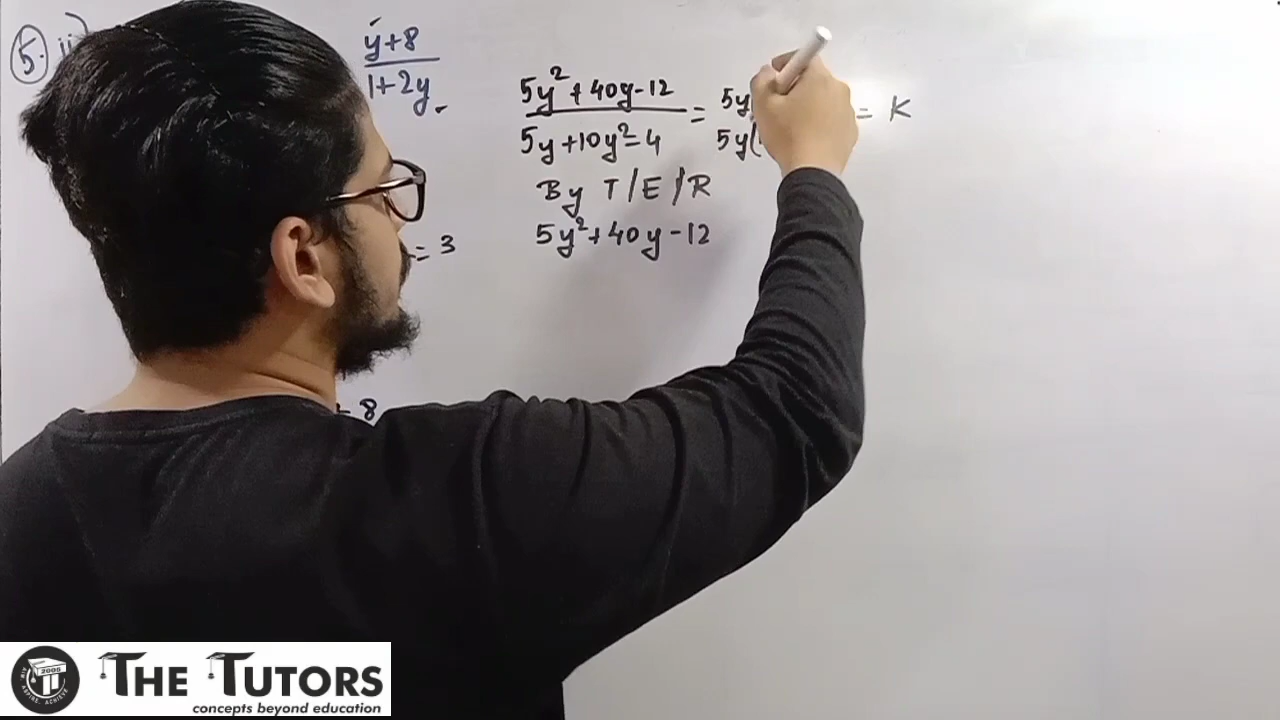 5. ii)
y+8
1+2y
5y²+40y-12
5y+10y²-4
=
5y
5y(
= K
By T/E/R
5y²+40y-12
= 3
+ 8
2005
THE TUTORS
concepts beyond education